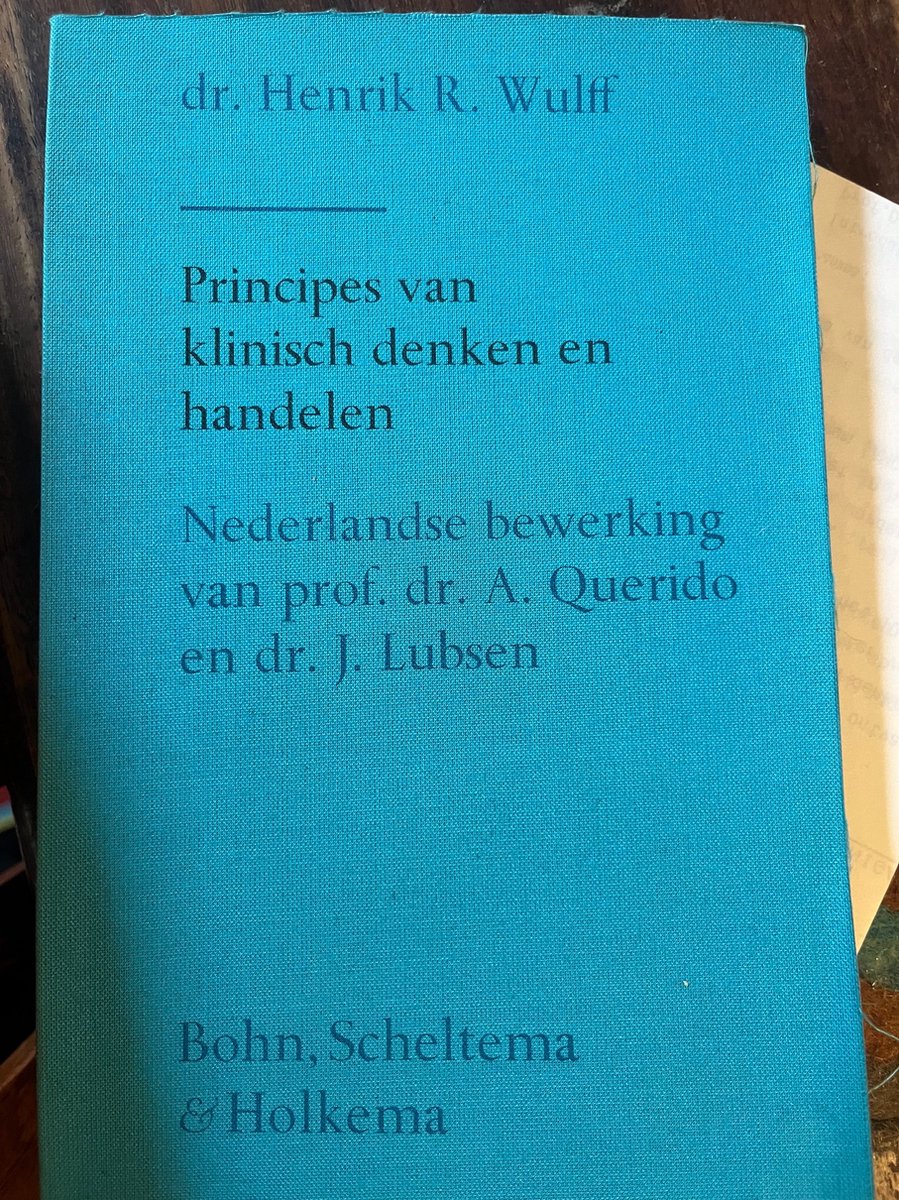 dr. Henrik R. Wulff
Principes van
klinisch denken en
handelen
Nederlandse bewerking
van prof. dr. A. Querido
en dr. J. Lubsen
Bohn, Scheltema
& Holkema